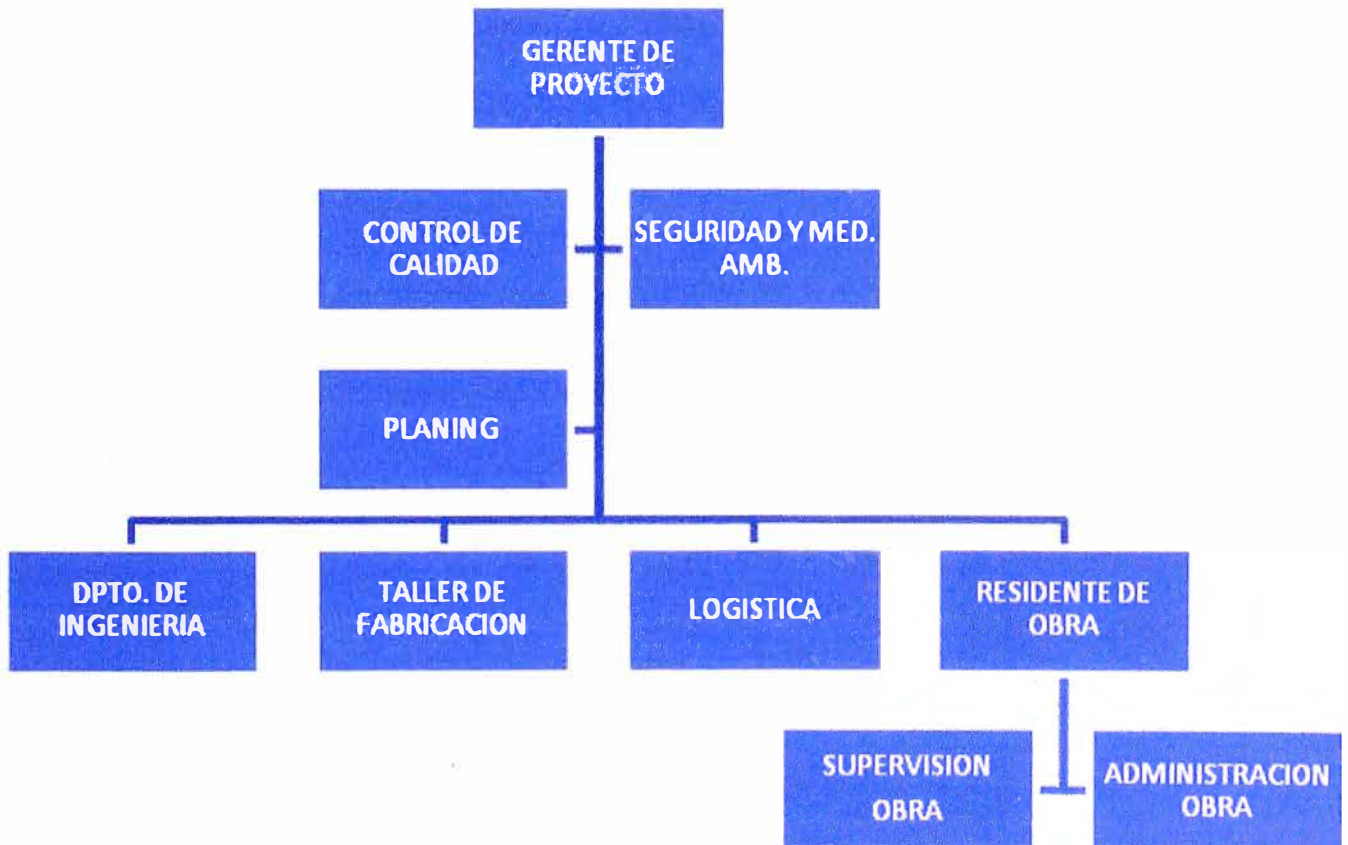 GERENTE DE
PROYECTO
CONTROL DE
CALIDAD
SEGURIDAD Y MED.
AMB.
PLANING
DPTO. DE
INGENIERIA
TALLER DE
FABRICACION
LOGISTICA
RESIDENTE DE
OBRA
SUPERVISION
OBRA
ADMINISTRACION
OBRA